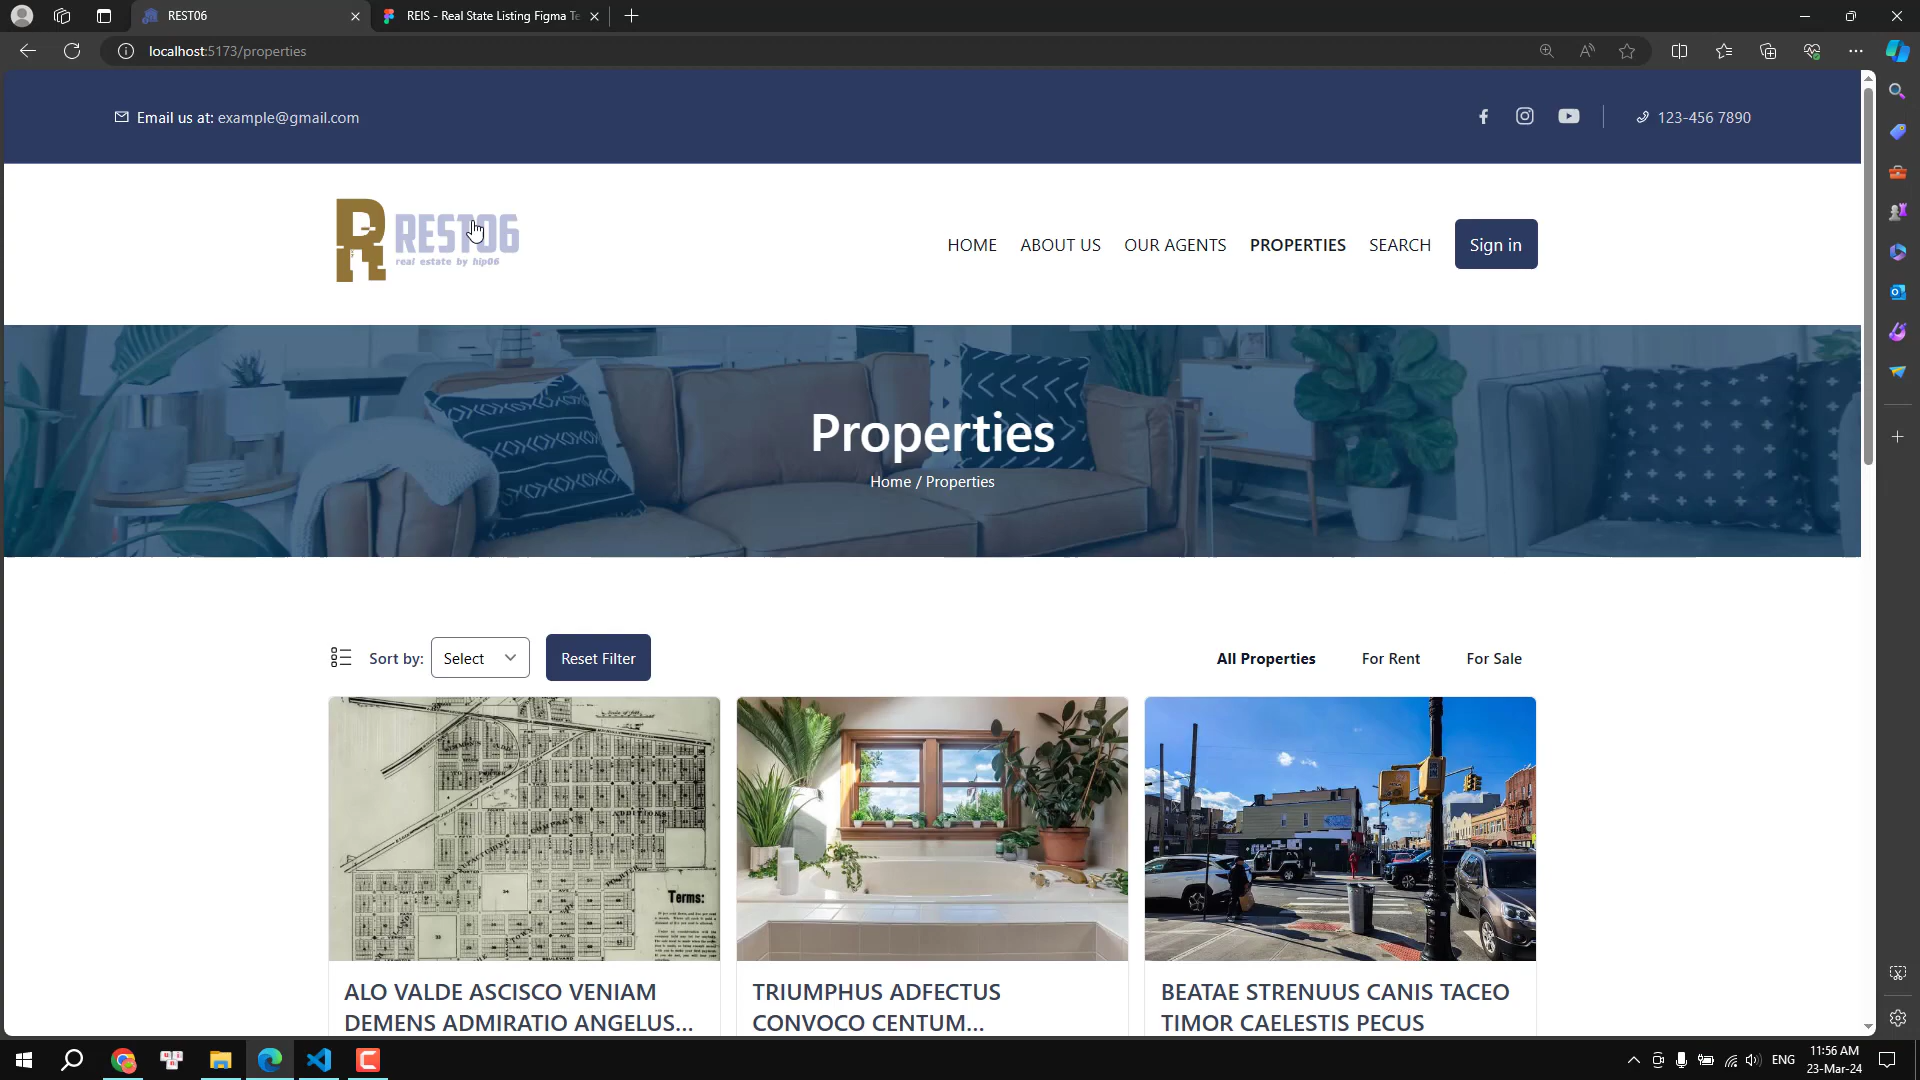 REST06
REIS - Real State Listing Figma Te
localhost:5173/properties
Email us at: example@gmail.com
123-456 7890
R REST06
real estate by hip06
HOME ABOUT US OUR AGENTS PROPERTIES SEARCH Sign in
Properties
Home / Properties
Sort by: Select Reset Filter All Properties For Rent For Sale
Terms:
ALO VALDE ASCISCO VENIAM
DEMENS ADMIRATIO ANGELUS...
TRIUMPHUS ADFECTUS
CONVOCO CENTUM...
BEATAE STRENUUS CANIS TACEO
TIMOR CAELESTIS PECUS
ENG
11:56 AM
23-Mar-24